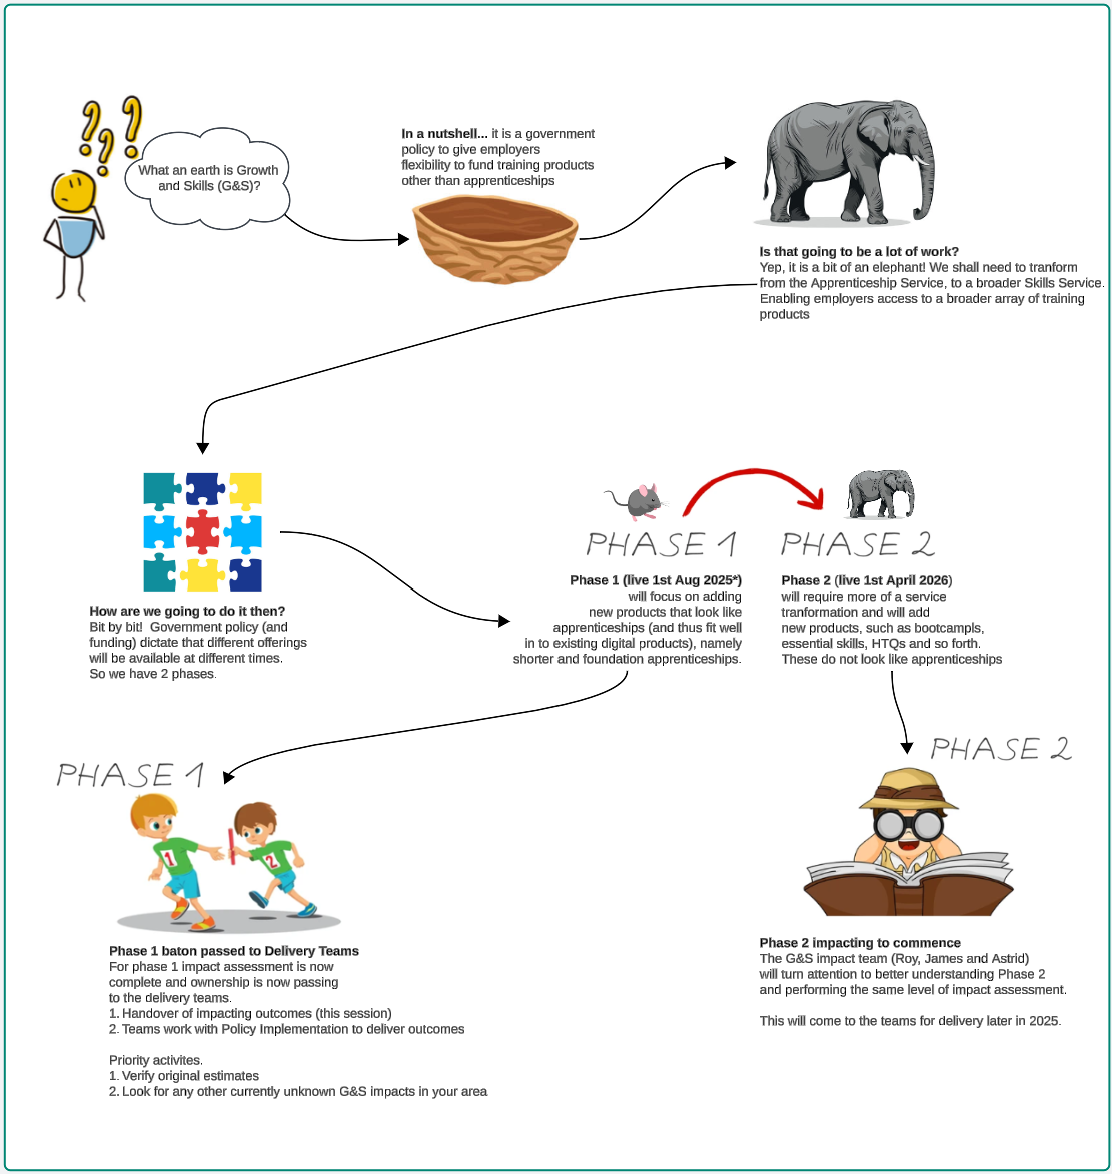 What an earth is Growth
and Skills (G&S)?
In a nutshell... it is a government
policy to give employers
flexibility to fund training products
other than apprenticeships
Is that going to be a lot of work?
Yep, it is a bit of an elephant! We shall need to tranform
from the Apprenticeship Service, to a broader Skills Service.
Enabling employers access to a broader array of training
products
How are we going to do it then?
Bit by bit!  Government policy (and
funding) dictate that different offerings
will be available at different times.
So we have 2 phases.
PHASE 1
Phase 1 (live 1st Aug 2025*)
will focus on adding
new products that look like
apprenticeships (and thus fit well
in to existing digital products), namely
shorter and foundation apprenticeships.
PHASE 2
Phase 2 (live 1st April 2026)
will require more of a service
tranformation and will add
new products, such as bootcampls,
essential skills, HTQs and so forth.
These do not look like apprenticeships
PHASE 1
1
2
Phase 1 baton passed to Delivery Teams
For phase 1 impact assessment is now
complete and ownership is now passing
to the delivery teams.
1. Handover of impacting outcomes (this session)
2. Teams work with Policy Implementation to deliver outcomes
Priority activites.
1. Verify original estimates
2. Look for any other currently unknown G&S impacts in your area
PHASE 2
Phase 2 impacting to commence
The G&S impact team (Roy, James and Astrid)
will turn attention to better understanding Phase 2
and performing the same level of impact assessment.
This will come to the teams for delivery later in 2025.